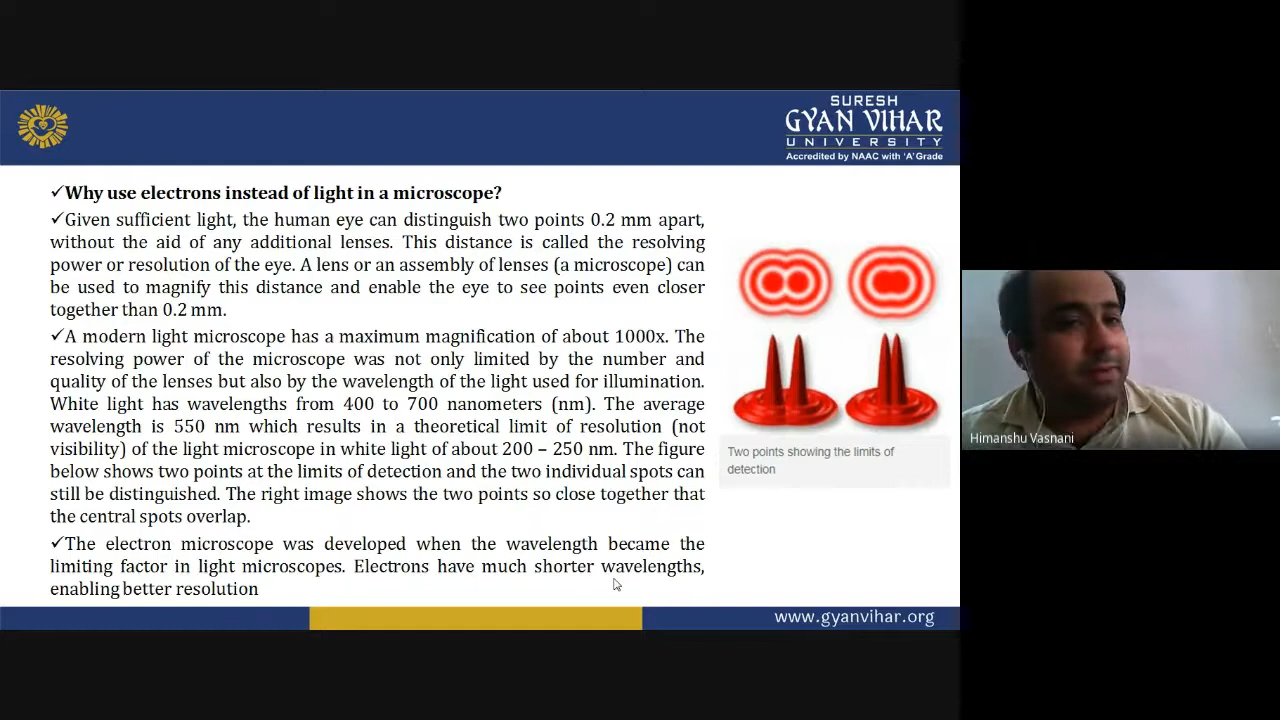 SURESH
GYAN VIHAR
UNIVERSITY
Accredited by NAAC with 'A' Grade
✓Why use electrons instead of light in a microscope?
✓Given sufficient light, the human eye can distinguish two points 0.2 mm apart,
without the aid of any additional lenses. This distance is called the resolving
power or resolution of the eye. A lens or an assembly of lenses (a microscope) can
be used to magnify this distance and enable the eye to see points even closer
together than 0.2 mm.
✓A modern light microscope has a maximum magnification of about 1000x. The
resolving power of the microscope was not only limited by the number and
quality of the lenses but also by the wavelength of the light used for illumination.
White light has wavelengths from 400 to 700 nanometers (nm). The average
wavelength is 550 nm which results in a theoretical limit of resolution (not
visibility) of the light microscope in white light of about 200 – 250 nm. The figure
below shows two points at the limits of detection and the two individual spots can
still be distinguished. The right image shows the two points so close together that
the central spots overlap.
✓The electron microscope was developed when the wavelength became the
limiting factor in light microscopes. Electrons have much shorter wavelengths,
enabling better resolution
Two points showing the limits of
detection
www.gyanvihar.org
Himanshu Vasnani